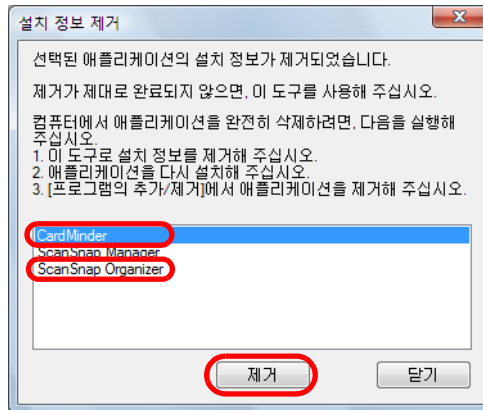 설치 정보 제거
선택된 애플리케이션의 설치 정보가 제거되었습니다.
제거가 제대로 완료되지 않으면, 이 도구를 사용해 주십시오.
컴퓨터에서 애플리케이션을 완전히 삭제하려면, 다음을 실행해
주십시오.
1. 이 도구로 설치 정보를 제거해 주십시오.
2. 애플리케이션을 다시 설치해 주십시오.
3. [프로그램의 추가/제거]에서 애플리케이션을 제거해 주십시오.
CardMinder
ScanSnap Manager
ScanSnap Organizer
제거
닫기